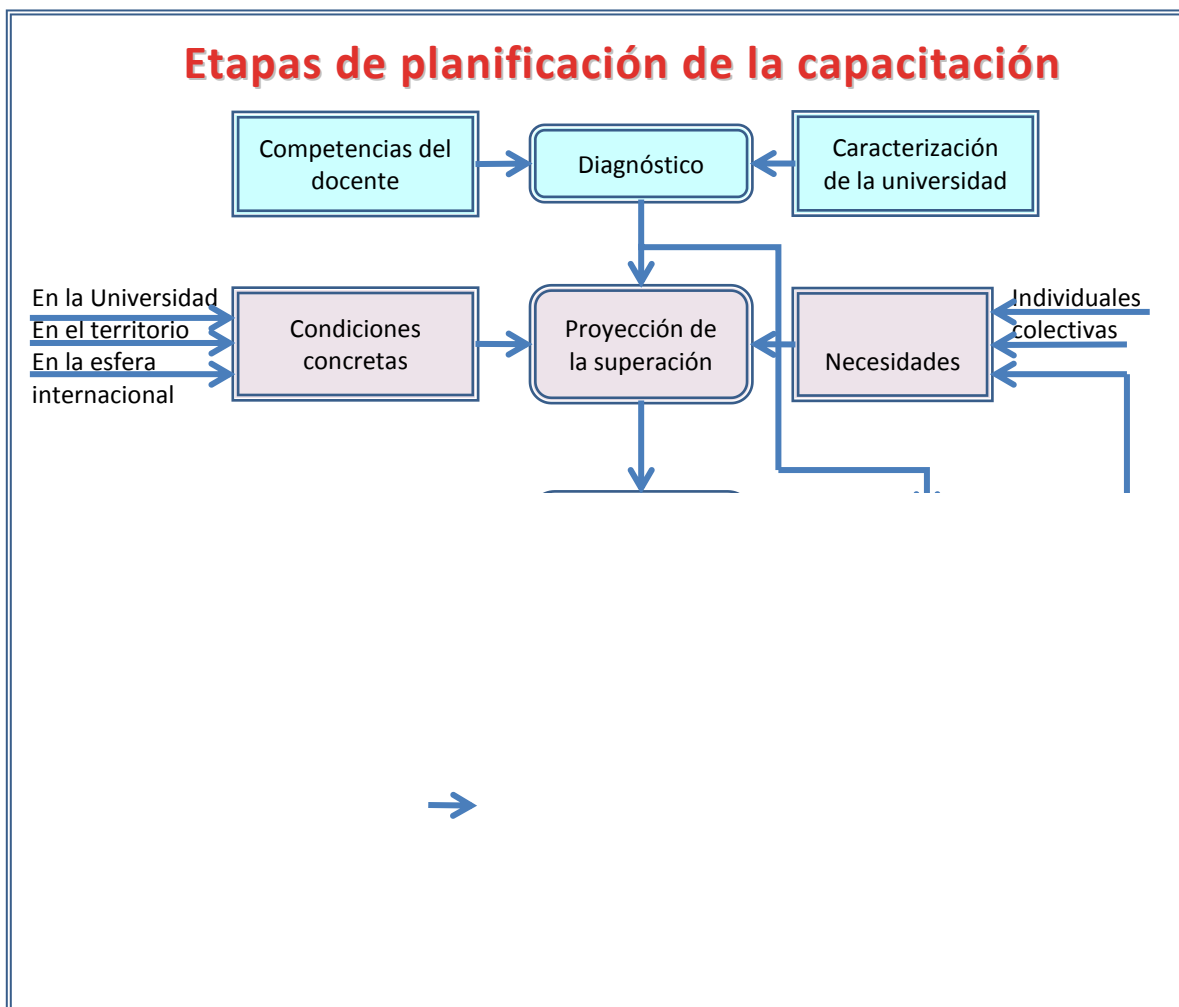 Etapas de planificación de la capacitación
Competencias del
docente
Diagnóstico
Caracterización
de la universidad
En la Universidad
En el territorio
En la esfera
internacional
Condiciones
concretas
Proyección de
la superación
Necesidades
Individuales
colectivas